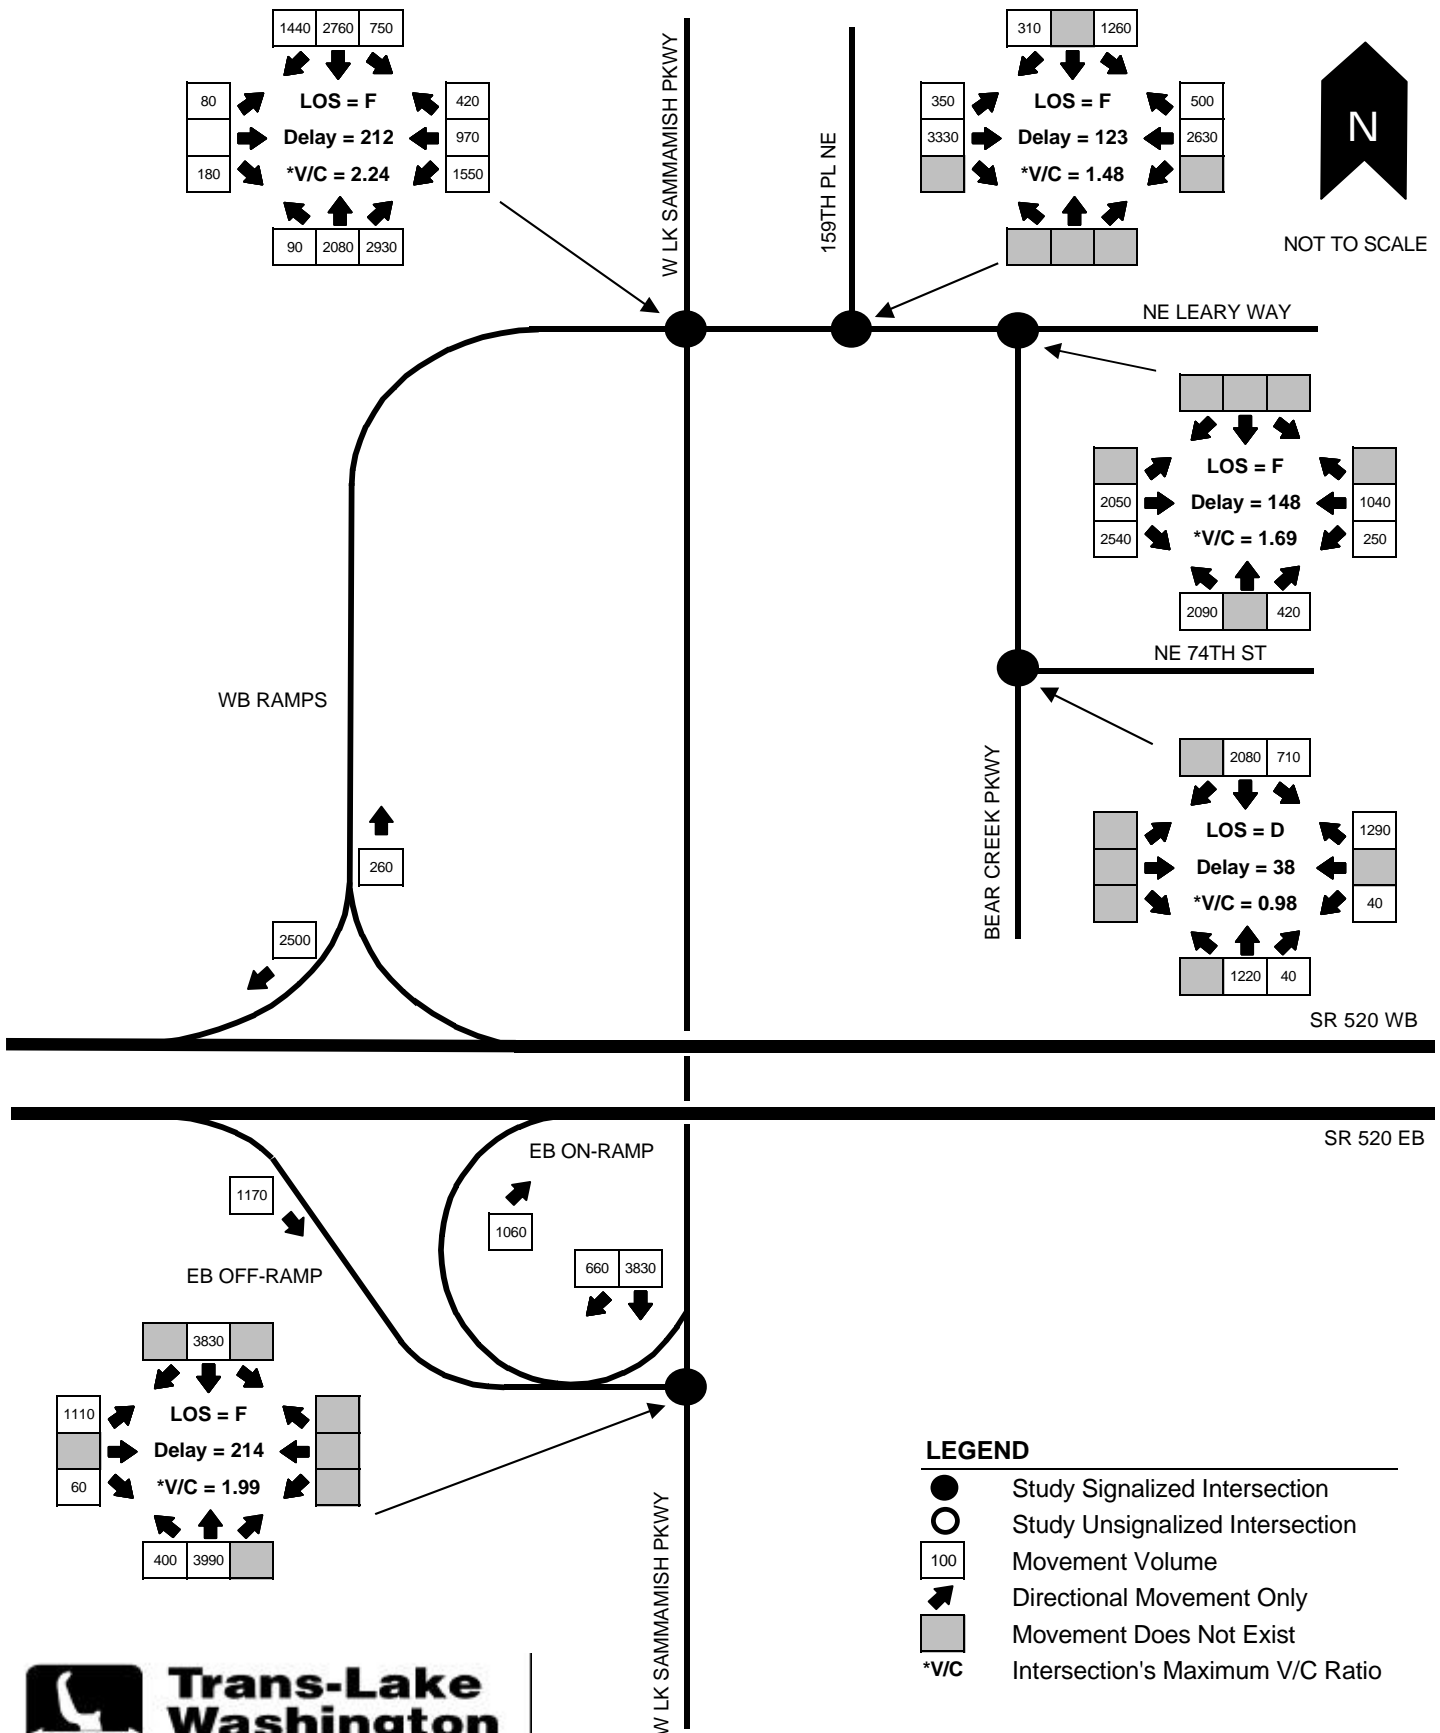 1440 2760 750
80 LOS = F 420
Delay = 212 970
180 *V/C = 2.24 1550
90 2080 2930
W LK SAMMAMISH PKWY
159TH PL NE
310 1260
350 LOS = F 500
3330 Delay = 123 2630
*V/C = 1.48
N
NOT TO SCALE
NE LEARY WAY
LOS = F
2050 Delay = 148 1040
2540 *V/C = 1.69 250
2090 420
NE 74TH ST
WB RAMPS
BEAR CREEK PKWY
2080 710
LOS = D 1290
Delay = 38
*V/C = 0.98 40
1220 40
260
2500
SR 520 WB
SR 520 EB
EB ON-RAMP
1170
1060
EB OFF-RAMP
660 3830
3830
1110 LOS = F
Delay = 214
60 *V/C = 1.99
400 3990
W LK SAMMAMISH PKWY
LEGEND
Study Signalized Intersection
Study Unsignalized Intersection
100 Movement Volume
Directional Movement Only
Movement Does Not Exist
*V/C Intersection's Maximum V/C Ratio
Trans-Lake
Washington